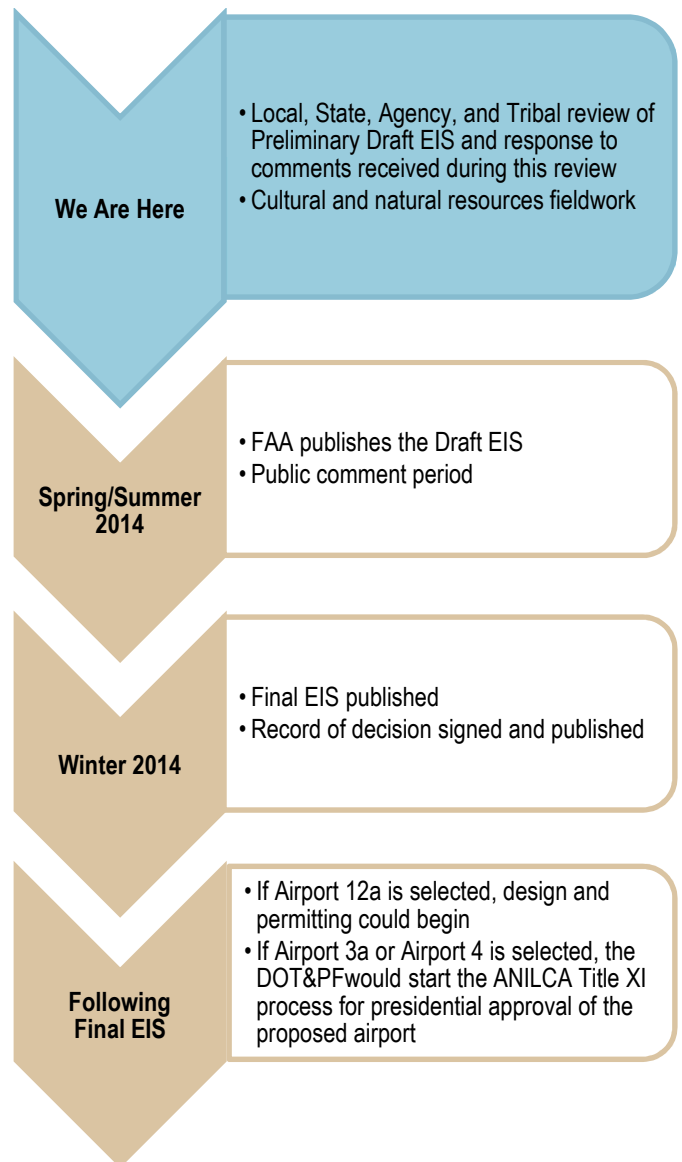 We Are Here
• Local, State, Agency, and Tribal review of
Preliminary Draft EIS and response to
comments received during this review
• Cultural and natural resources fieldwork
Spring/Summer
2014
• FAA publishes the Draft EIS
• Public comment period
Winter 2014
• Final EIS published
• Record of decision signed and published
Following
Final EIS
• If Airport 12a is selected, design and
permitting could begin
• If Airport 3a or Airport 4 is selected, the
DOT&PFwould start the ANILCA Title XI
process for presidential approval of the
proposed airport